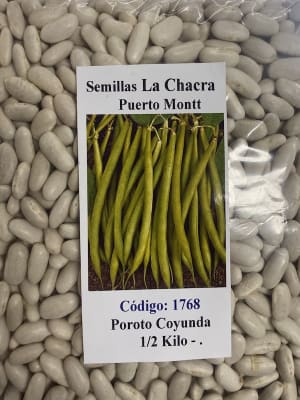 Semillas La Chacra
Puerto Montt
Código: 1768
Poroto Coyunda
1/2 Kilo - .